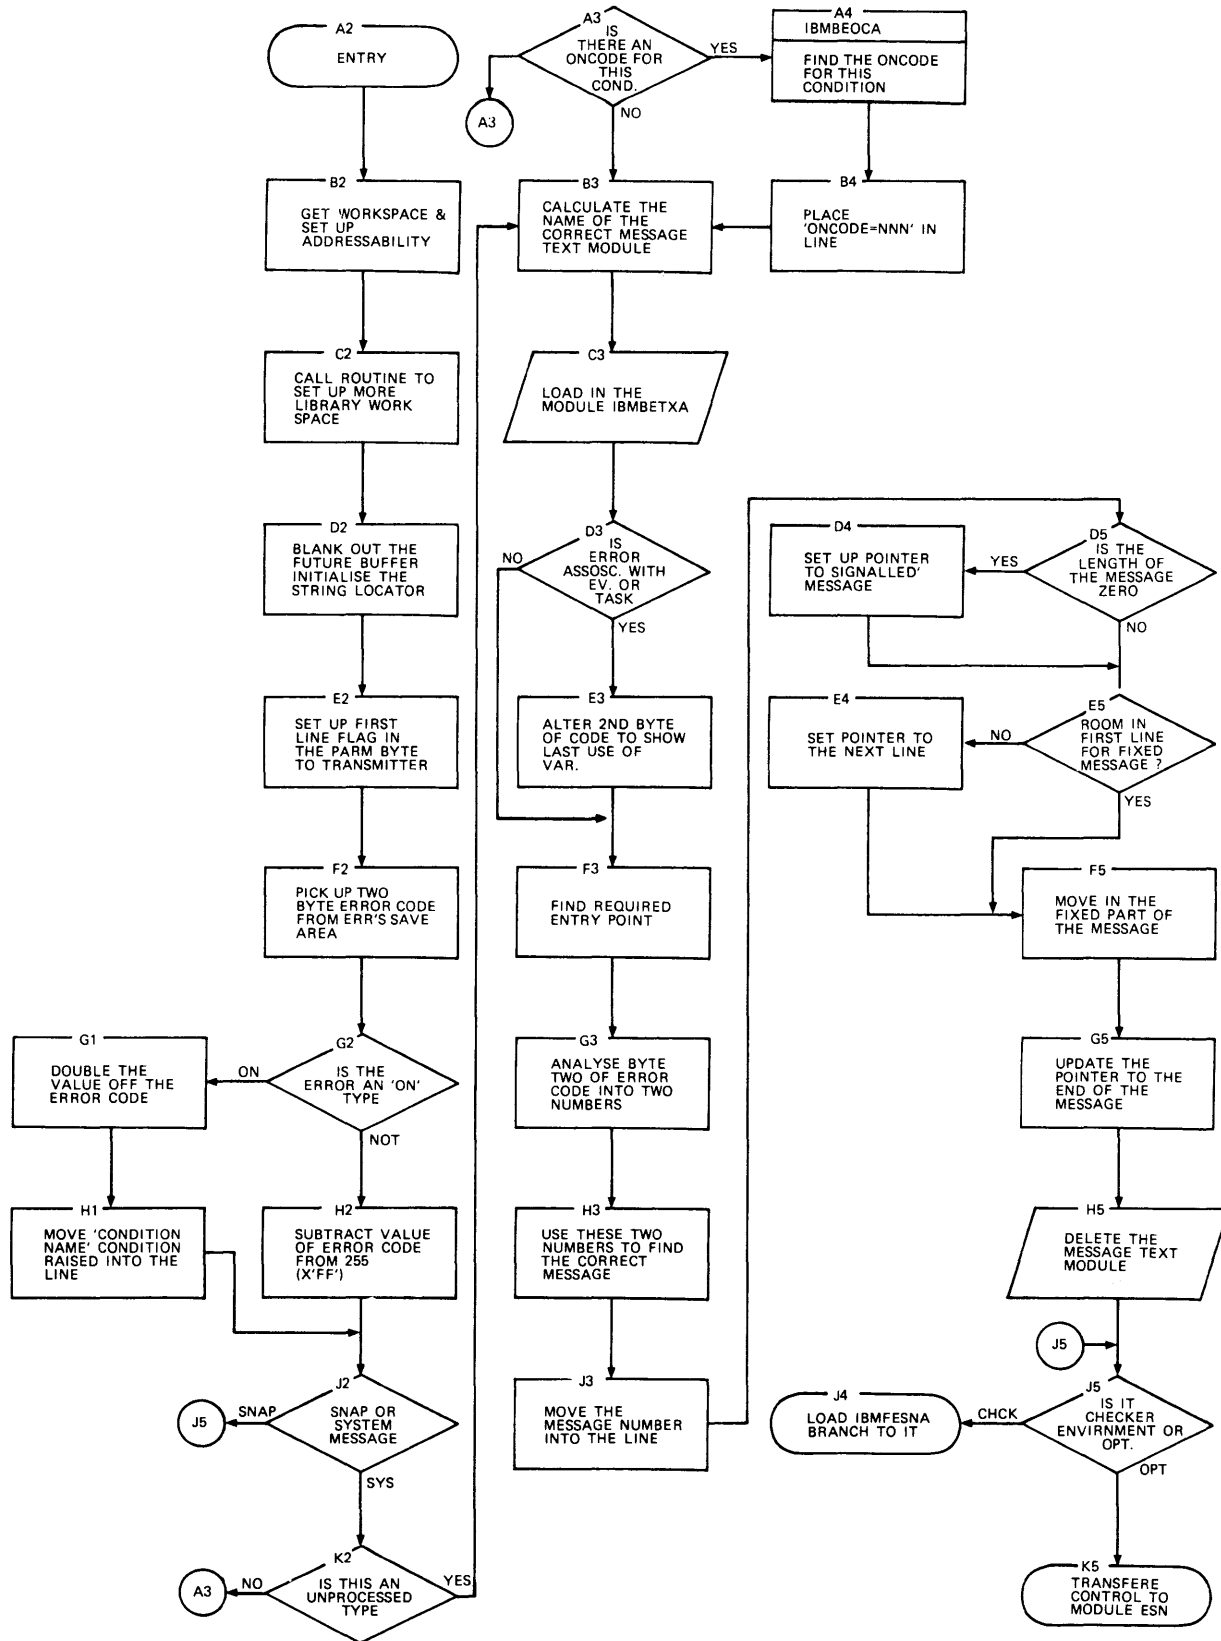 A2
ENTRY
B2
GET WORKSPACE &
SET UP
ADDRESSABILITY
C2
CALL ROUTINE TO
SET UP MORE
LIBRARY WORK
SPACE
D2
BLANK OUT THE
FUTURE BUFFER
INITIALISE THE
STRING LOCATOR
E2
SET UP FIRST
LINE FLAG IN
THE PARM BYTE
TO TRANSMITTER
F2
PICK UP TWO
BYTE ERROR CODE
FROM ERR'S SAVE
AREA
G2
IS THE
ERROR AN 'ON'
TYPE
ON
NOT
G1
DOUBLE THE
VALUE OFF THE
ERROR CODE
H1
MOVE 'CONDITION
NAME' CONDITION
RAISED INTO THE
LINE
H2
SUBTRACT VALUE
OF ERROR CODE
FROM 255
(X'FF')
J2
SNAP OR
SYSTEM
MESSAGE
SNAP
J5
SYS
K2
IS THIS AN
UNPROCESSED
TYPE
NO
A3
YES
A3
IS
THERE AN
ONCODE FOR
THIS
COND.
A3
YES
NO
A4
IBMBEOCA
FIND THE ONCODE
FOR THIS
CONDITION
B4
PLACE
'ONCODE=NNN' IN
LINE
B3
CALCULATE THE
NAME OF THE
CORRECT MESSAGE
TEXT MODULE
C3
LOAD IN THE
MODULE IBMBETXA
D3
IS
ERROR
ASSOSC. WITH
EV. OR
TASK
NO
YES
E3
ALTER 2ND BYTE
OF CODE TO SHOW
LAST USE OF
VAR.
F3
FIND REQUIRED
ENTRY POINT
G3
ANALYSE BYTE
TWO OF ERROR
CODE INTO TWO
NUMBERS
H3
USE THESE TWO
NUMBERS TO FIND
THE CORRECT
MESSAGE
J3
MOVE THE
MESSAGE NUMBER
INTO THE LINE
D5
IS THE
LENGTH OF
THE MESSAGE
ZERO
YES
NO
D4
SET UP POINTER
TO SIGNALLED'
MESSAGE
E5
ROOM IN
FIRST LINE
FOR FIXED
MESSAGE ?
NO
YES
E4
SET POINTER TO
THE NEXT LINE
F5
MOVE IN THE
FIXED PART OF
THE MESSAGE
G5
UPDATE THE
POINTER TO THE
END OF THE
MESSAGE
H5
DELETE THE
MESSAGE TEXT
MODULE
J5
J5
IS IT
CHECKER
ENVIRNMENT OR
OPT.
CHCK
OPT
J4
LOAD IBMFESNA
BRANCH TO IT
K5
TRANSFERE
CONTROL TO
MODULE ESN